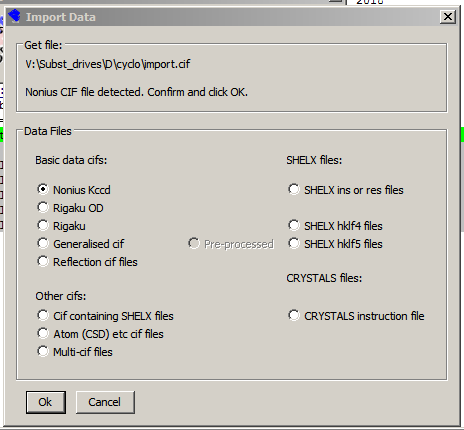 Import Data
Get file:
V:\Subst_drives\D\cyclo\import.cif
Nonius CIF file detected. Confirm and click OK.
Data Files
Basic data cifs:
SHELX files:
Nonius Kccd
SHELX ins or res files
Rigaku OD
Rigaku
SHELX hklf4 files
Generalised cif
Pre-processed
SHELX hklf5 files
Reflection cif files
CRYSTALS files:
Other cifs:
Cif containing SHELX files
CRYSTALS instruction file
Atom (CSD) etc cif files
Multi-cif files
Ok
Cancel